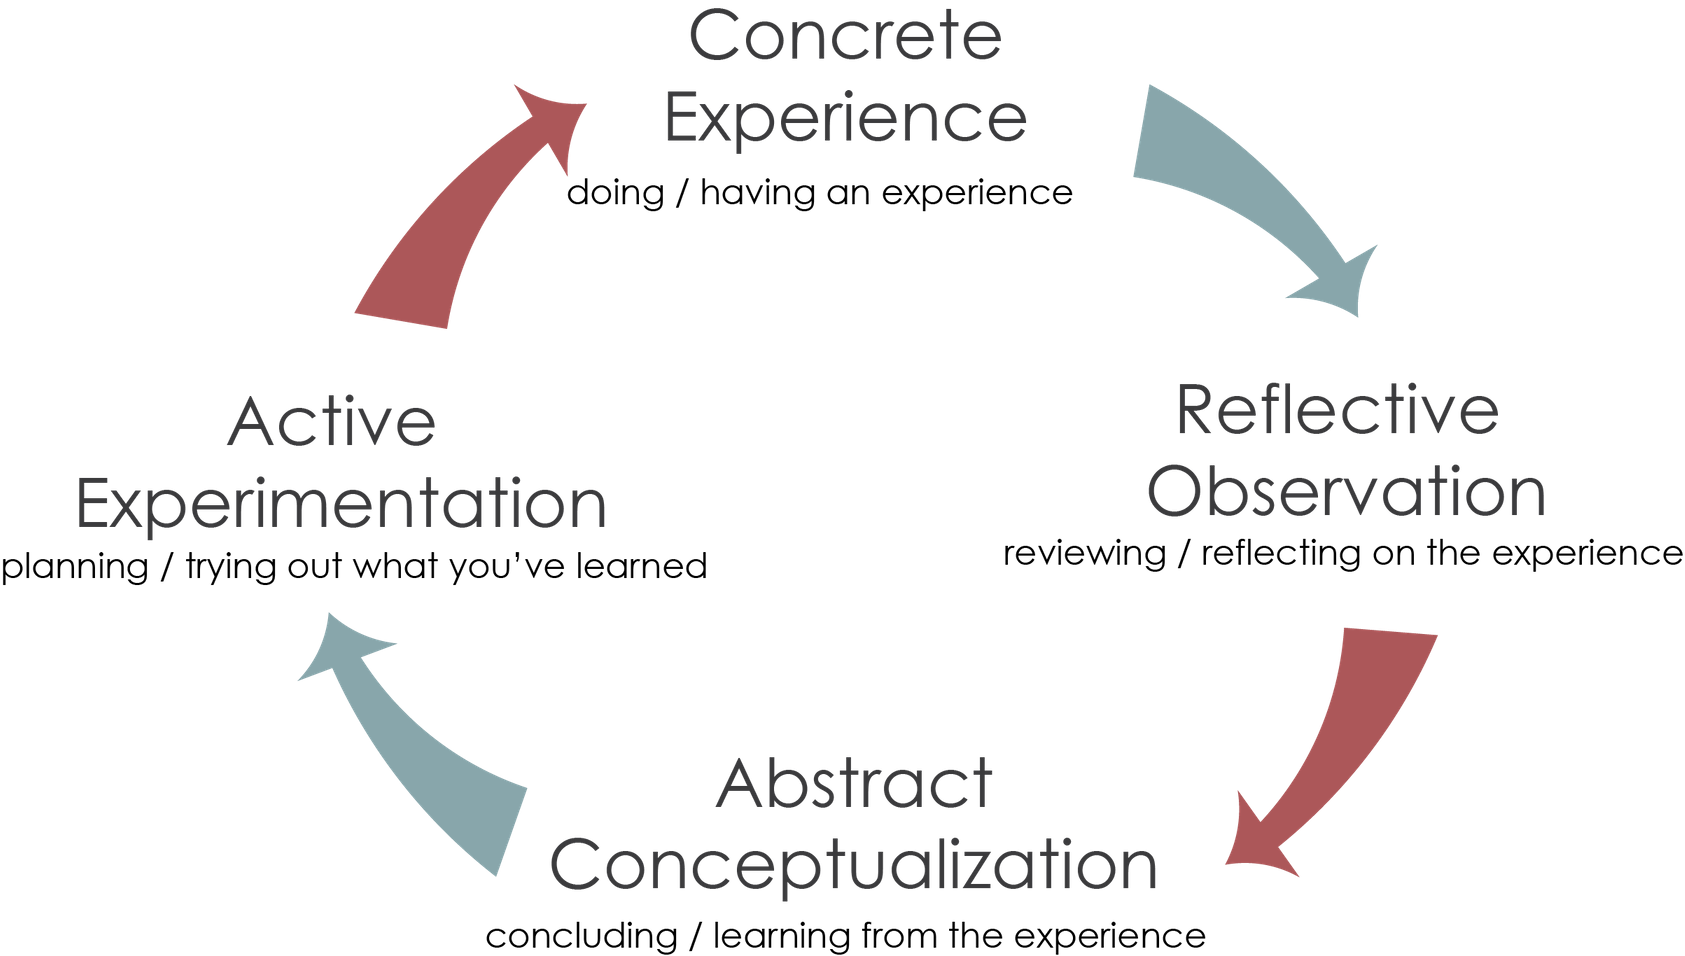 Concrete
Experience
doing / having an experience
Reflective
Observation
reviewing / reflecting on the experience
Abstract
Conceptualization
concluding / learning from the experience
Active
Experimentation
planning / trying out what you’ve learned